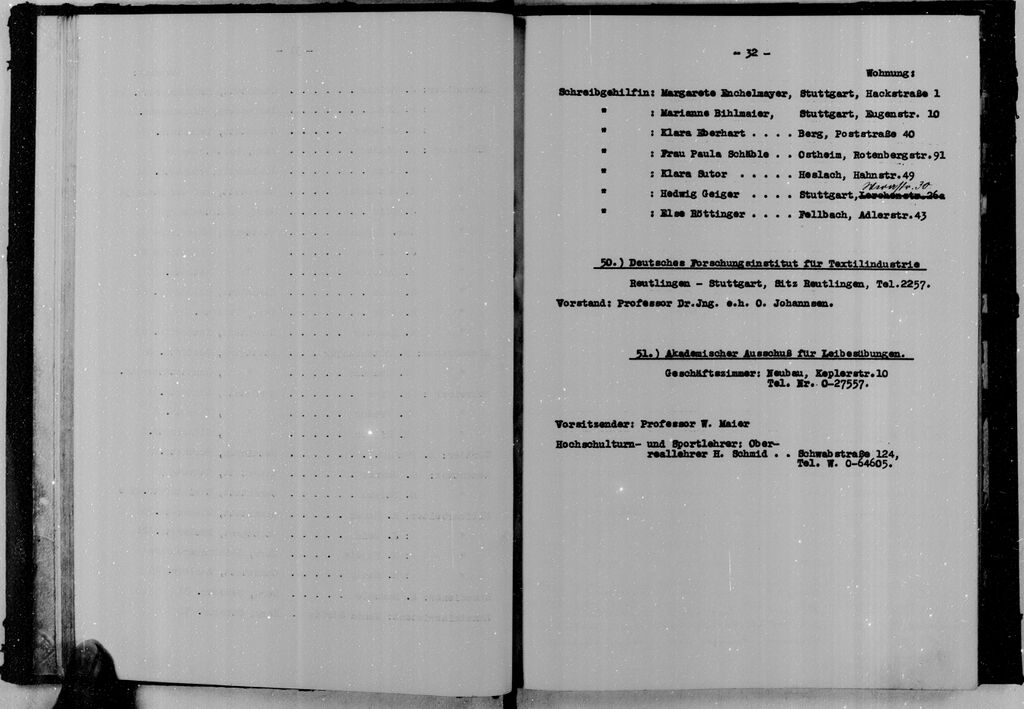 - 32 -
Wohnung:
Schreibgehilfin: Margarete Enchelmayer, Stuttgart, Hackstraße 1
" : Marianne Bihlmaier, Stuttgart, Eugenstr. 10
" : Klara Eberhart . . . . Berg, Poststraße 40
" : Frau Paula Schäble . . Ostheim, Rotenbergstr.91
" : Klara Sutor . . . . . Heslach, Hahnstr.49
" : Hedwig Geiger . . . . Stuttgart, Lerchenstr.26a
" : Else Röttinger . . . . Fellbach, Adlerstr.43
50.) Deutsches Forschungsinstitut für Textilindustrie
Reutlingen - Stuttgart, Sitz Reutlingen, Tel.2257.
Vorstand: Professor Dr.Jng. e.h. O. Johannsen.
51.) Akademischer Ausschuß für Leibesübungen.
Geschäftszimmer: Neubau, Keplerstr.10
Tel. Nr. 0-27557.
Vorsitzender: Professor W. Maier
Hochschulturn- und Sportlehrer: Ober-
reallehrer H. Schmid . . Schwabstraße 124,
Tel. W. 0-64605.